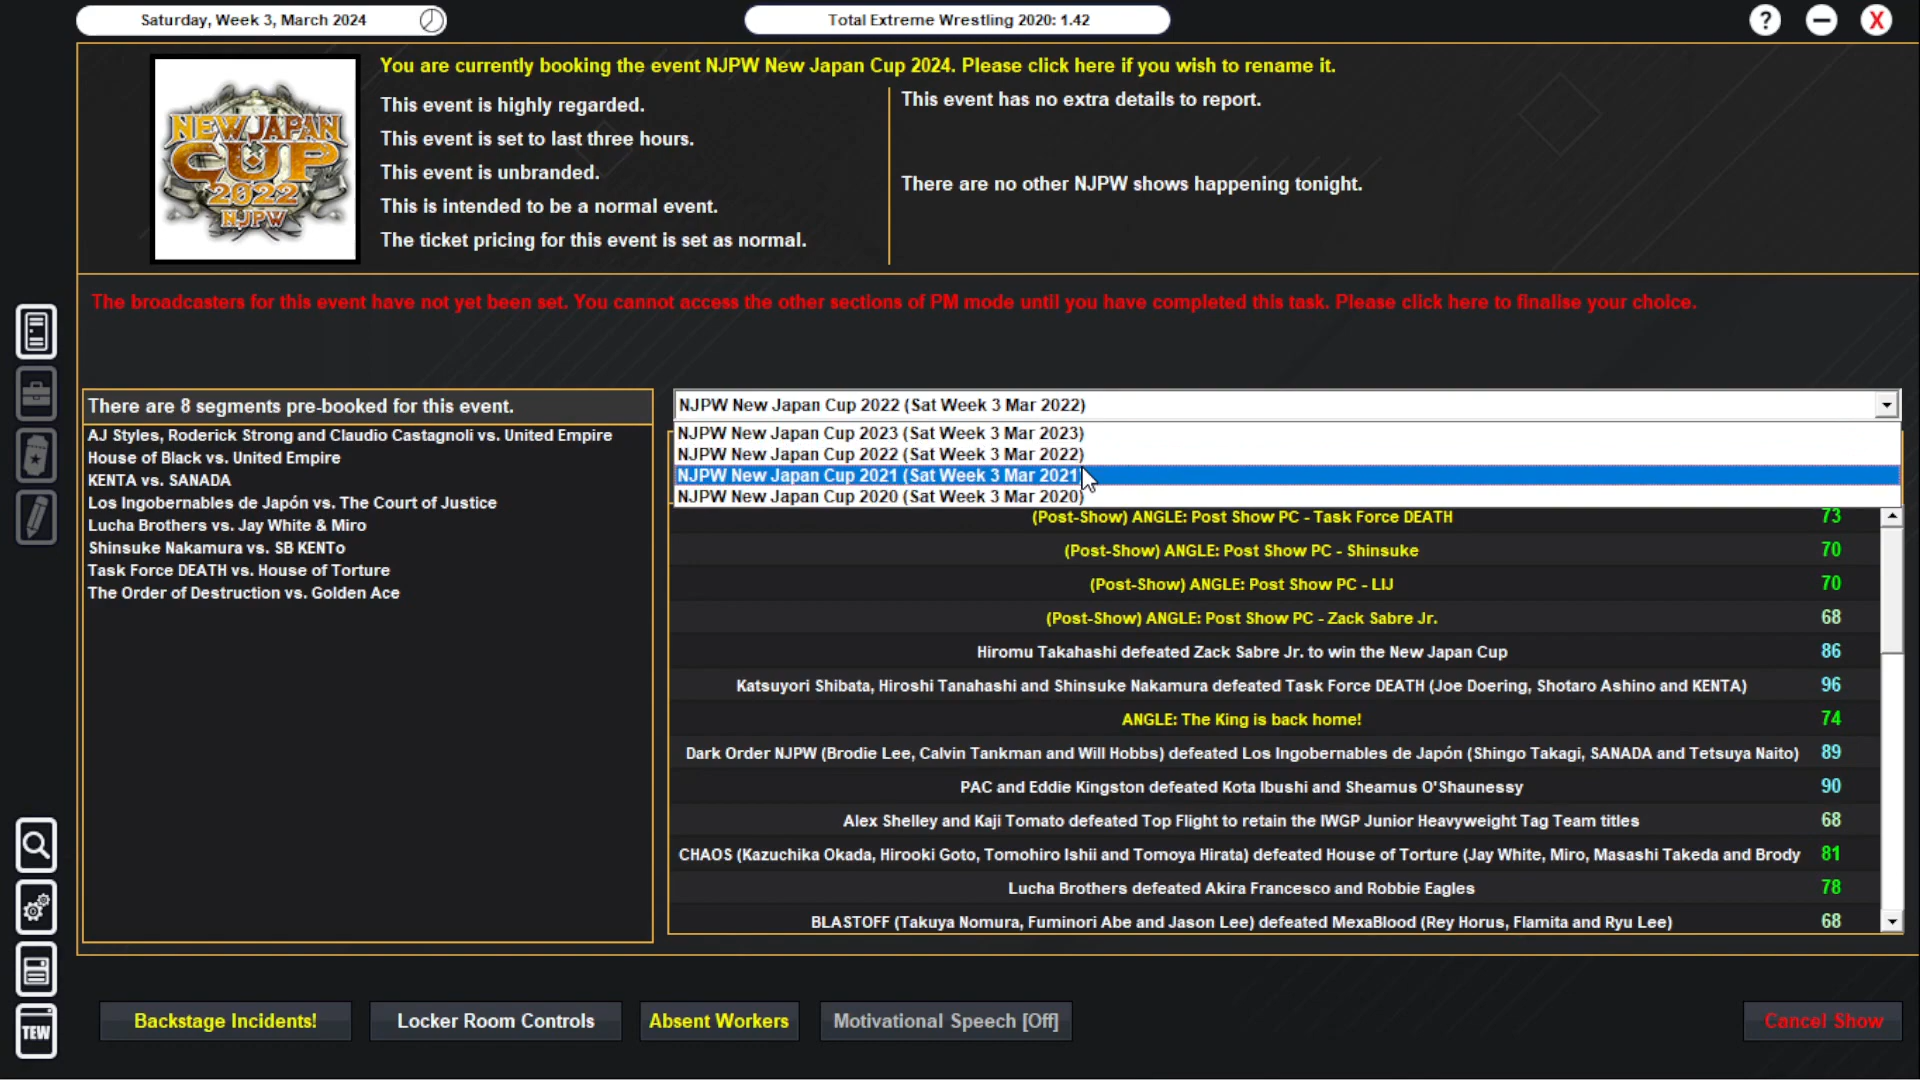 Saturday, Week 3, March 2024
Total Extreme Wrestling 2020: 1.42
?
X
NEW JAPAN
CUP
2022
NJPW
You are currently booking the event NJPW New Japan Cup 2024. Please click here if you wish to rename it.
This event is highly regarded.
This event is set to last three hours.
This event is unbranded.
This is intended to be a normal event.
The ticket pricing for this event is set as normal.
This event has no extra details to report.
There are no other NJPW shows happening tonight.
The broadcasters for this event have not yet been set. You cannot access the other sections of PM mode until you have completed this task. Please click here to finalise your choice.
There are 8 segments pre-booked for this event.
AJ Styles, Roderick Strong and Claudio Castagnoli vs. United Empire
House of Black vs. United Empire
KENTA vs. SANADA
Los Ingobernables de Japón vs. The Court of Justice
Lucha Brothers vs. Jay White & Miro
Shinsuke Nakamura vs. SB KENTo
Task Force DEATH vs. House of Torture
The Order of Destruction vs. Golden Ace
NJPW New Japan Cup 2022 (Sat Week 3 Mar 2022)
NJPW New Japan Cup 2023 (Sat Week 3 Mar 2023)
NJPW New Japan Cup 2022 (Sat Week 3 Mar 2022)
NJPW New Japan Cup 2021 (Sat Week 3 Mar 2021)
NJPW New Japan Cup 2020 (Sat Week 3 Mar 2020)
(Post-Show) ANGLE: Post Show PC - Task Force DEATH 73
(Post-Show) ANGLE: Post Show PC - Shinsuke 70
(Post-Show) ANGLE: Post Show PC - LIJ 70
(Post-Show) ANGLE: Post Show PC - Zack Sabre Jr. 68
Hiromu Takahashi defeated Zack Sabre Jr. to win the New Japan Cup 86
Katsuyori Shibata, Hiroshi Tanahashi and Shinsuke Nakamura defeated Task Force DEATH (Joe Doering, Shotaro Ashino and KENTA) 96
ANGLE: The King is back home! 74
Dark Order NJPW (Brodie Lee, Calvin Tankman and Will Hobbs) defeated Los Ingobernables de Japón (Shingo Takagi, SANADA and Tetsuya Naito) 89
PAC and Eddie Kingston defeated Kota Ibushi and Sheamus O'Shaunessy 90
Alex Shelley and Kaji Tomato defeated Top Flight to retain the IWGP Junior Heavyweight Tag Team titles 68
CHAOS (Kazuchika Okada, Hirooki Goto, Tomohiro Ishii and Tomoya Hirata) defeated House of Torture (Jay White, Miro, Masashi Takeda and Brody 81
Lucha Brothers defeated Akira Francesco and Robbie Eagles 78
BLASTOFF (Takuya Nomura, Fuminori Abe and Jason Lee) defeated MexaBlood (Rey Horus, Flamita and Ryu Lee) 68
TEW
Backstage Incidents!
Locker Room Controls
Absent Workers
Motivational Speech [Off]
Cancel Show